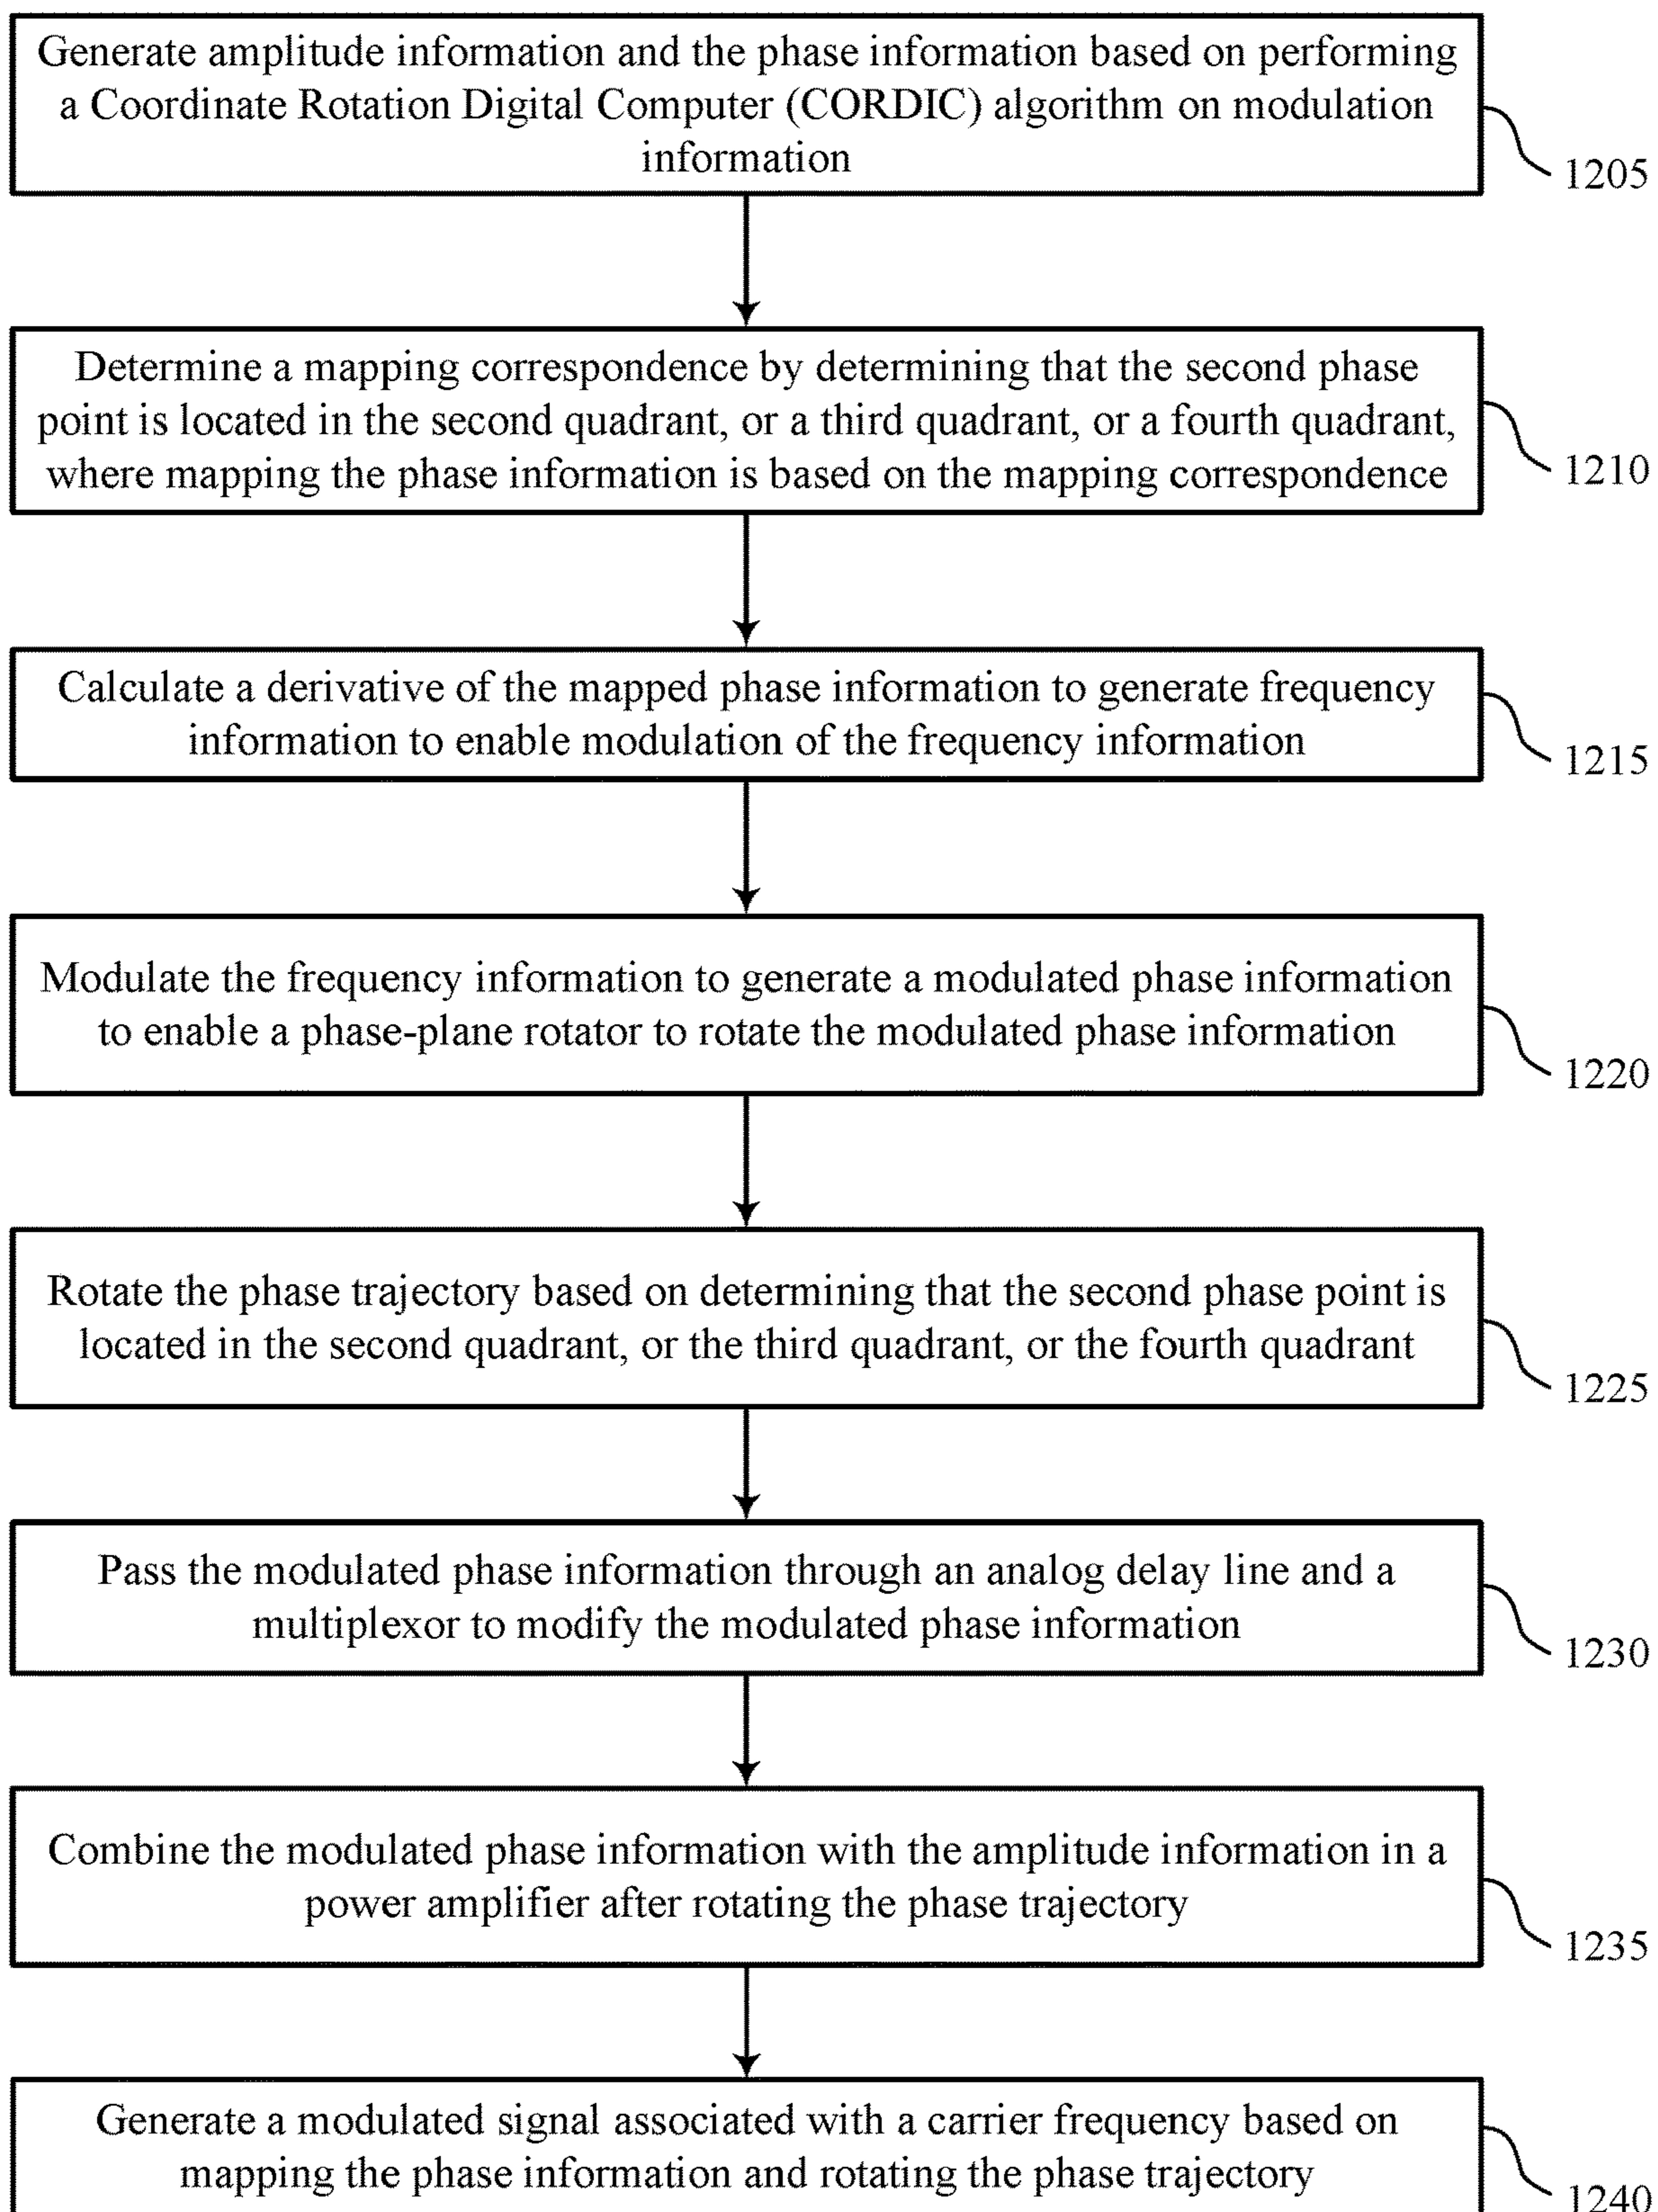 Generate amplitude information and the phase information based on performing
a Coordinate Rotation Digital Computer (CORDIC) algorithm on modulation
information
1205
Determine a mapping correspondence by determining that the second phase
point is located in the second quadrant, or a third quadrant, or a fourth quadrant,
where mapping the phase information is based on the mapping correspondence
1210
Calculate a derivative of the mapped phase information to generate frequency
information to enable modulation of the frequency information
1215
Modulate the frequency information to generate a modulated phase information
to enable a phase-plane rotator to rotate the modulated phase information
1220
Rotate the phase trajectory based on determining that the second phase point is
located in the second quadrant, or the third quadrant, or the fourth quadrant
1225
Pass the modulated phase information through an analog delay line and a
multiplexor to modify the modulated phase information
1230
Combine the modulated phase information with the amplitude information in a
power amplifier after rotating the phase trajectory
1235
Generate a modulated signal associated with a carrier frequency based on
mapping the phase information and rotating the phase trajectory
1240